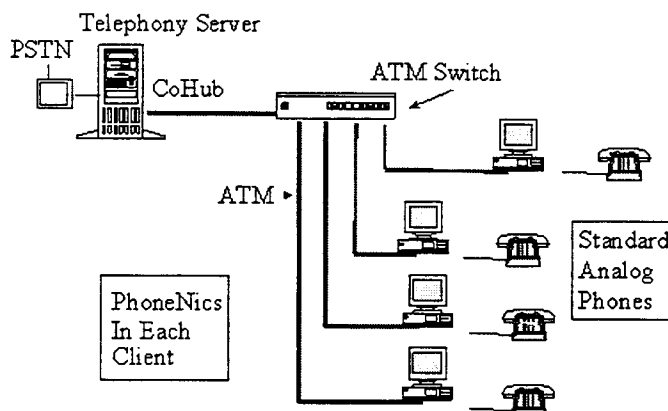 Telephony Server
PSTN
CoHub
ATM Switch
ATM
PhoneNics
In Each
Client
Standard
Analog
Phones